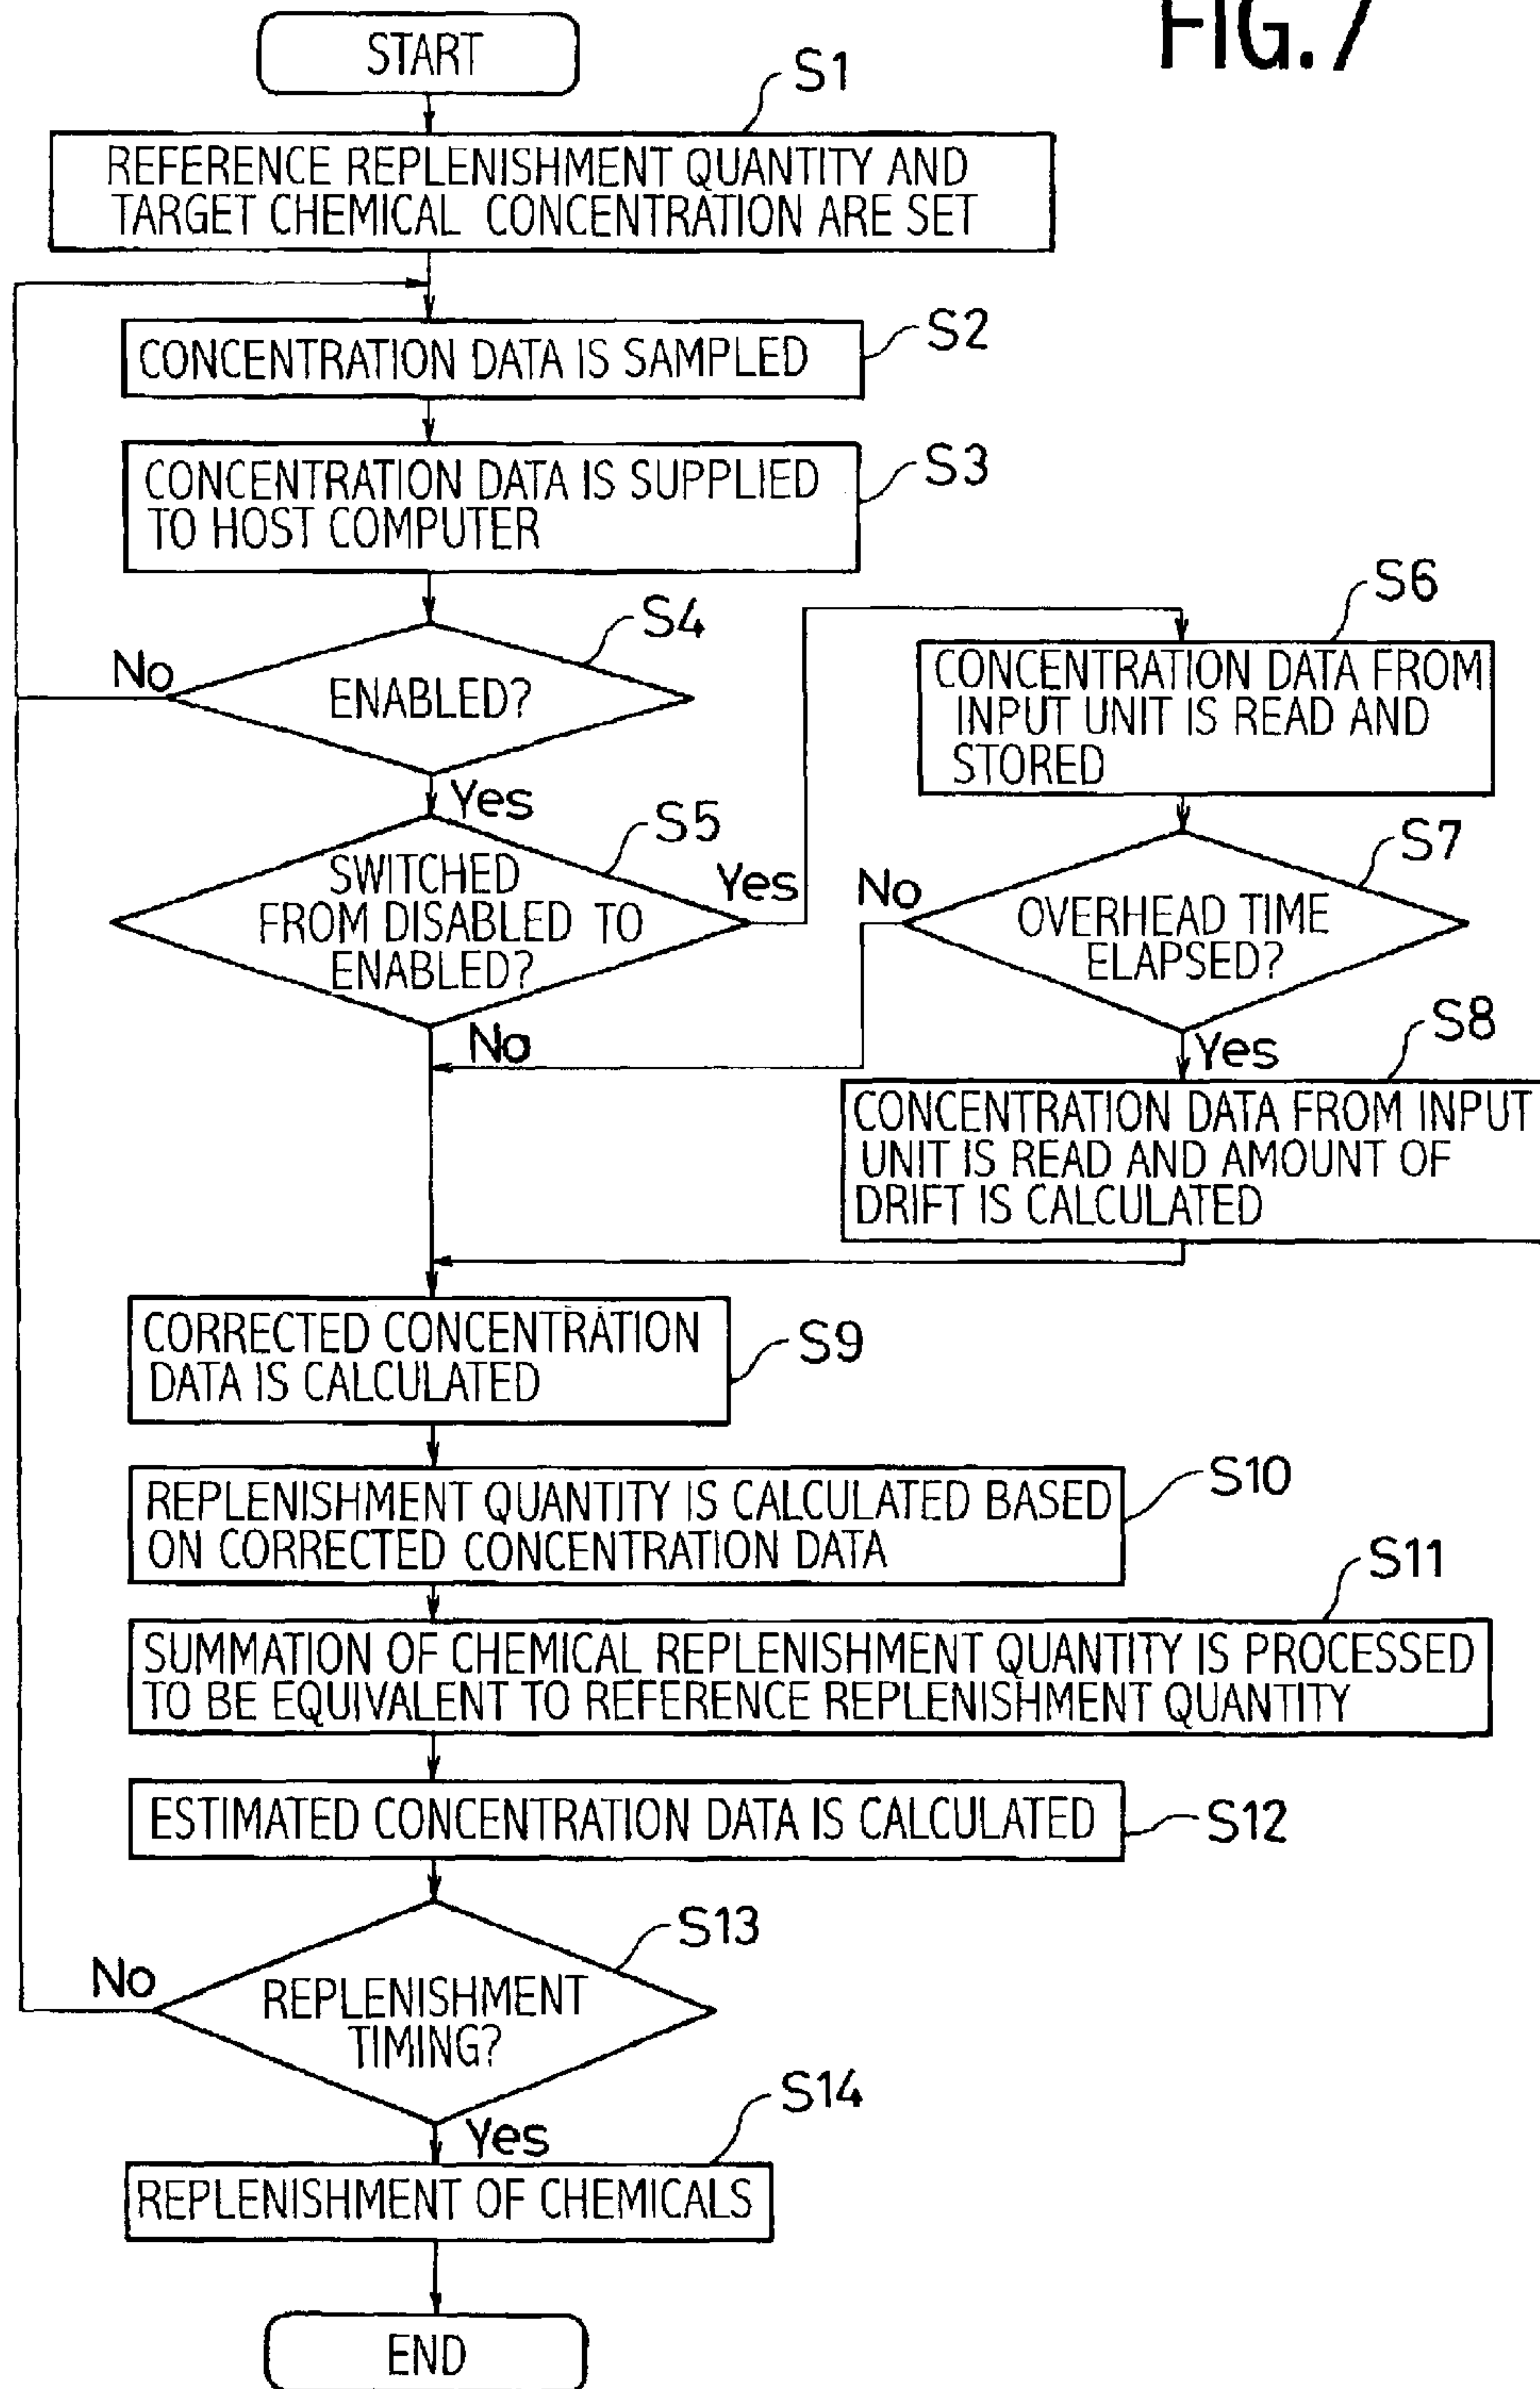 FIG.7
START
S1
REFERENCE REPLENISHMENT QUANTITY AND
TARGET CHEMICAL CONCENTRATION ARE SET
CONCENTRATION DATA IS SAMPLED
S2
CONCENTRATION DATA IS SUPPLIED
TO HOST COMPUTER
S3
S4
No
ENABLED?
Yes
S5
SWITCHED
FROM DISABLED TO
ENABLED?
Yes
No
S6
CONCENTRATION DATA FROM
INPUT UNIT IS READ AND
STORED
S7
No
OVERHEAD TIME
ELAPSED?
Yes
S8
CONCENTRATION DATA FROM INPUT
UNIT IS READ AND AMOUNT OF
DRIFT IS CALCULATED
CORRECTED CONCENTRATION
DATA IS CALCULATED
S9
REPLENISHMENT QUANTITY IS CALCULATED BASED
ON CORRECTED CONCENTRATION DATA
S10
S11
SUMMATION OF CHEMICAL REPLENISHMENT QUANTITY IS PROCESSED
TO BE EQUIVALENT TO REFERENCE REPLENISHMENT QUANTITY
ESTIMATED CONCENTRATION DATA IS CALCULATED
S12
S13
No
REPLENISHMENT
TIMING?
Yes
S14
REPLENISHMENT OF CHEMICALS
END